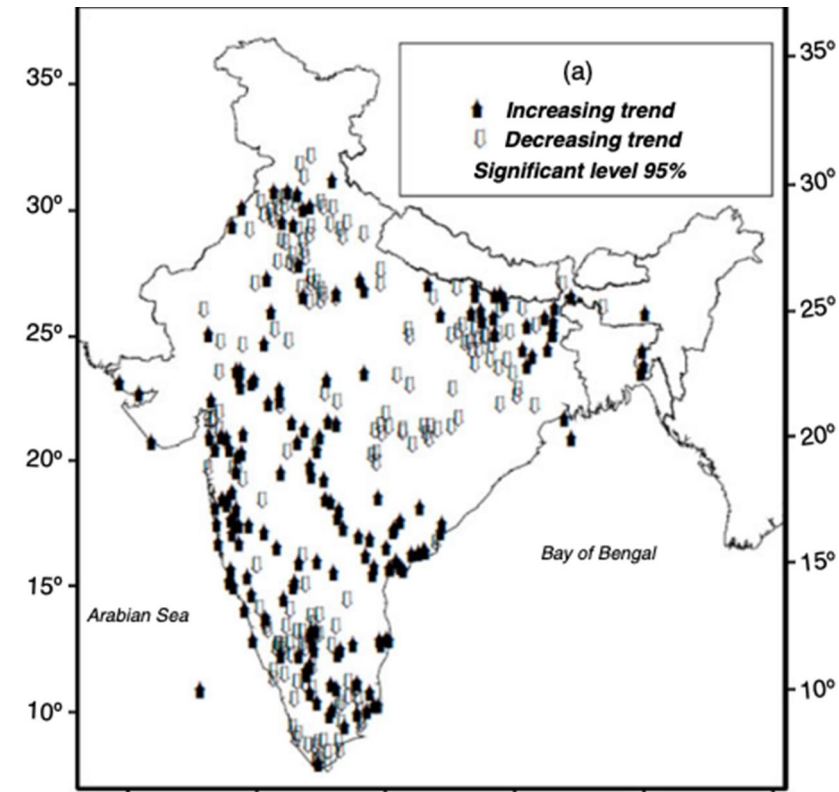 (a)
Increasing trend
Decreasing trend
Significant level 95%
35º
30º
25º
20º
15º
10º
35º
30º
25º
20º
15º
10º
Bay of Bengal
Arabian Sea